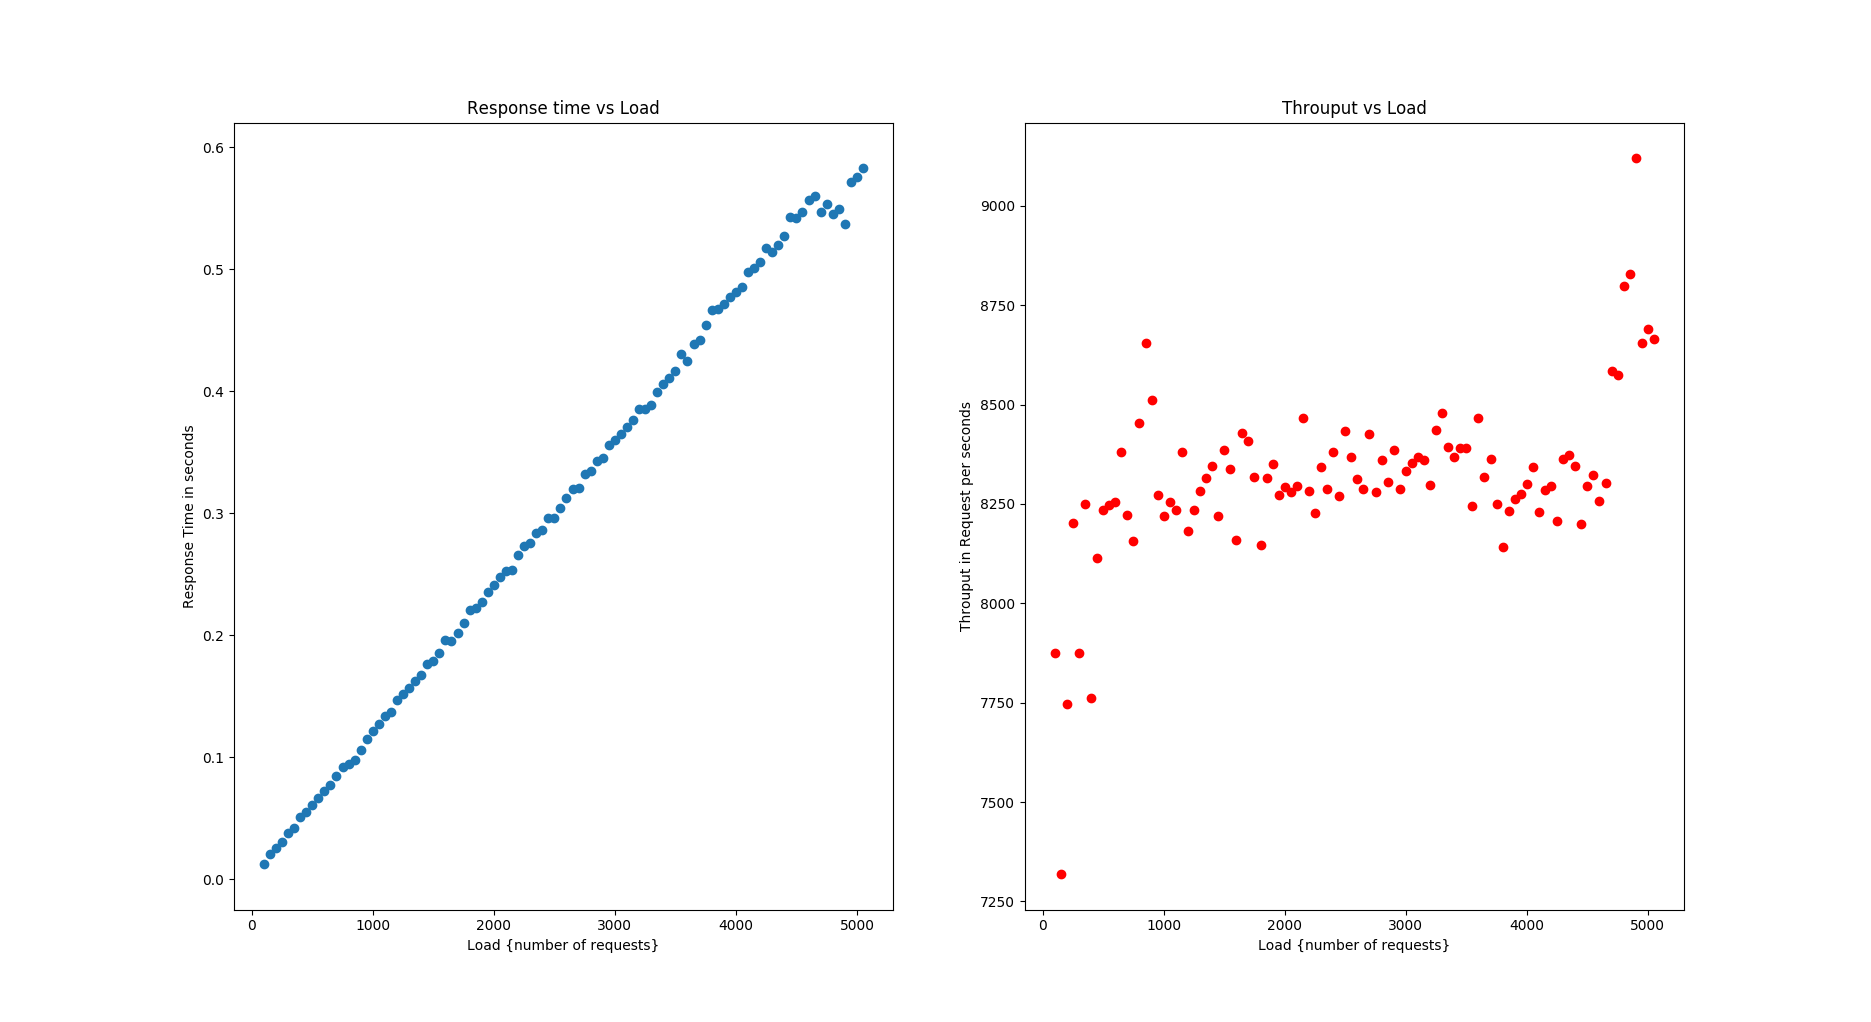 Response time vs Load
0.6
0.5
0.4
0.3
0.2
0.1
0.0
Response Time in seconds
0 1000 2000 3000 4000 5000
Load {number of requests}
Throuput vs Load
9000
8750
8500
8250
8000
7750
7500
7250
Throuput in Request per seconds
0 1000 2000 3000 4000 5000
Load {number of requests}